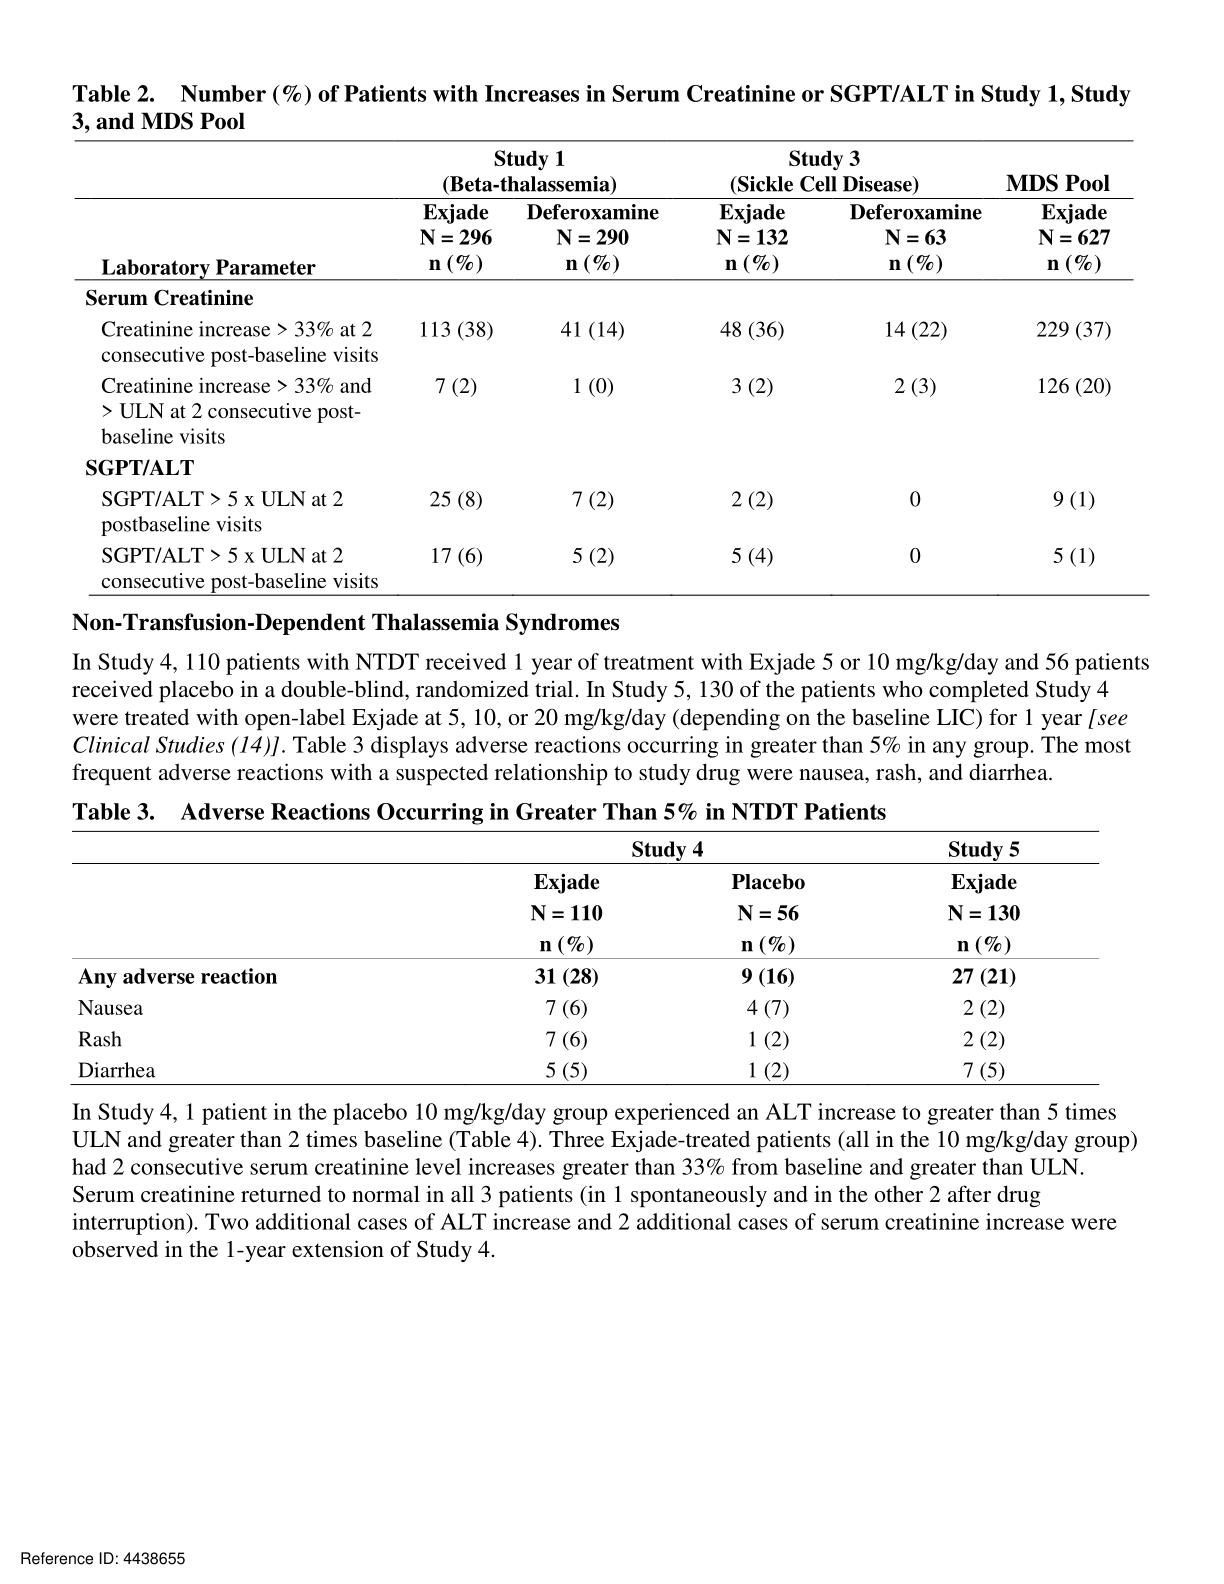 Table 2. Number (%) of Patients with Increases in Serum Creatinine or SGPT/ALT in Study 1, Study
3, and MDS Pool
Study 1 Study 3
(Beta-thalassemia) (Sickle Cell Disease) MDS Pool
Exjade Deferoxamine Exjade Deferoxamine Exjade
N = 296 N = 290 N = 132 N = 63 N = 627
Laboratory Parameter n (%) n (%) n (%) n (%) n (%)
Serum Creatinine
Creatinine increase > 33% at 2 113 (38) 41 (14) 48 (36) 14 (22) 229 (37)
consecutive post-baseline visits
Creatinine increase > 33% and 7 (2) 1 (0) 3 (2) 2 (3) 126 (20)
> ULN at 2 consecutive post-
baseline visits
SGPT/ALT
SGPT/ALT > 5 x ULN at 2 25 (8) 7 (2) 2 (2) 0 9 (1)
postbaseline visits
SGPT/ALT > 5 x ULN at 2 17 (6) 5 (2) 5 (4) 0 5 (1)
consecutive post-baseline visits
Non-Transfusion-Dependent Thalassemia Syndromes
In Study 4, 110 patients with NTDT received 1 year of treatment with Exjade 5 or 10 mg/kg/day and 56 patients
received placebo in a double-blind, randomized trial. In Study 5, 130 of the patients who completed Study 4
were treated with open-label Exjade at 5, 10, or 20 mg/kg/day (depending on the baseline LIC) for 1 year [see
Clinical Studies (14)]. Table 3 displays adverse reactions occurring in greater than 5% in any group. The most
frequent adverse reactions with a suspected relationship to study drug were nausea, rash, and diarrhea.
Table 3. Adverse Reactions Occurring in Greater Than 5% in NTDT Patients
Study 4 Study 5
Exjade Placebo Exjade
N = 110 N = 56 N = 130
n (%) n (%) n (%)
Any adverse reaction 31 (28) 9 (16) 27 (21)
Nausea 7 (6) 4 (7) 2 (2)
Rash 7 (6) 1 (2) 2 (2)
Diarrhea 5 (5) 1 (2) 7 (5)
In Study 4, 1 patient in the placebo 10 mg/kg/day group experienced an ALT increase to greater than 5 times
ULN and greater than 2 times baseline (Table 4). Three Exjade-treated patients (all in the 10 mg/kg/day group)
had 2 consecutive serum creatinine level increases greater than 33% from baseline and greater than ULN.
Serum creatinine returned to normal in all 3 patients (in 1 spontaneously and in the other 2 after drug
interruption). Two additional cases of ALT increase and 2 additional cases of serum creatinine increase were
observed in the 1-year extension of Study 4.
Reference ID: 4438655